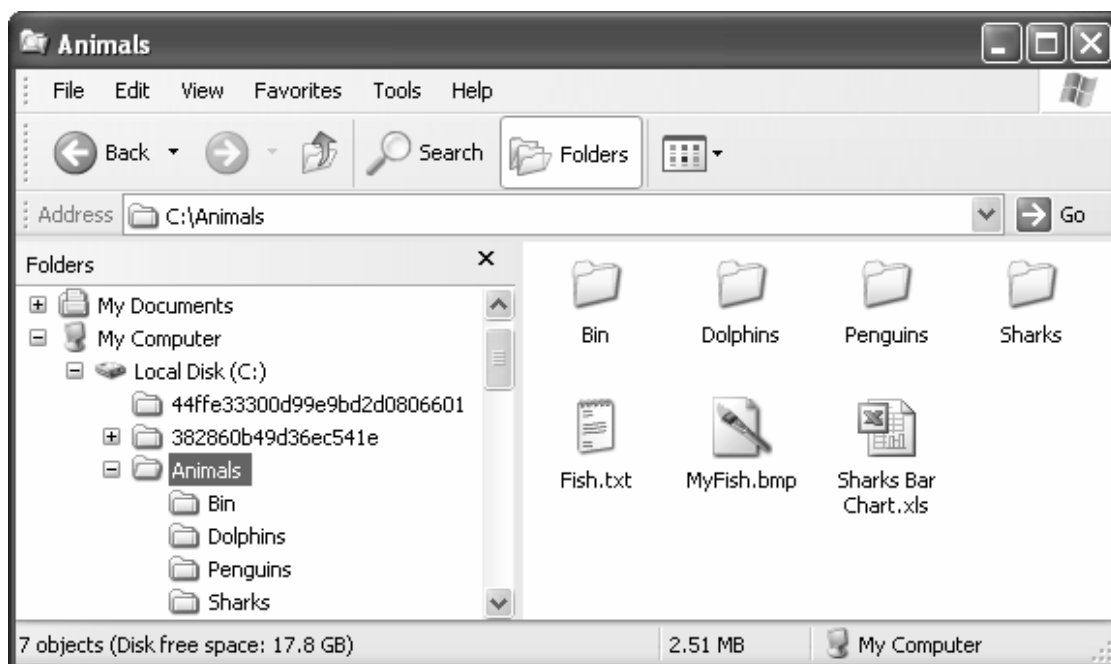 Animals
File Edit View Favorites Tools Help
Back Search Folders
Address C:\Animals Go
Folders
My Documents
My Computer
Local Disk (C:)
44ffe33300d99e9bd2d0806601
382860b49d36ec541e
Animals
Bin
Dolphins
Penguins
Sharks
Bin Dolphins Penguins Sharks
Fish.txt MyFish.bmp Sharks Bar
Chart.xls
7 objects (Disk free space: 17.8 GB) 2.51 MB My Computer